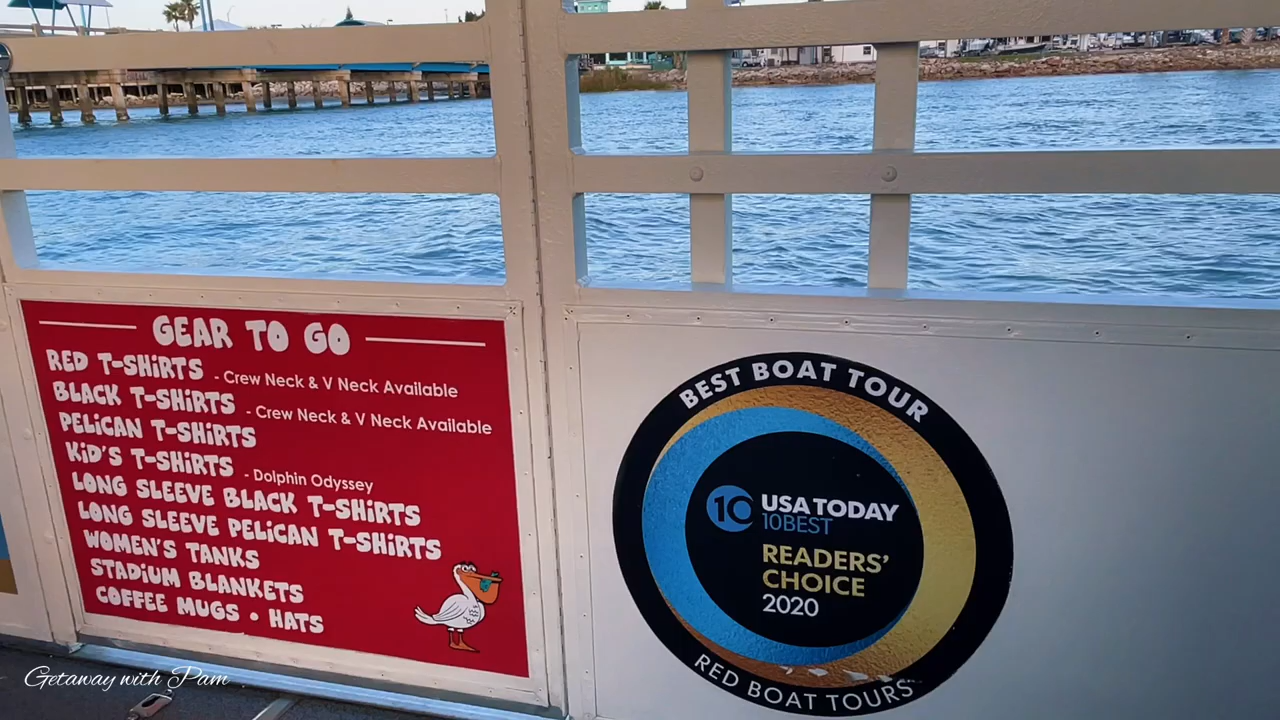 GEAR TO GO
RED T-SHiRTS - Crew Neck & V Neck Available
BLACK T-SHiRTS - Crew Neck & V Neck Available
PELiCAN T-SHiRTS
KiD'S T-SHiRTS - Dolphin Odyssey
LONG SLEEVE BLACK T-SHiRTS
LONG SLEEVE PELiCAN T-SHiRTS
WOMEN'S TANKS
STADiUM BLANKETS
COFFEE MUGS • HATS
BEST BOAT TOUR
10 USA TODAY
10BEST
READERS'
CHOICE
2020
RED BOAT TOURS
Getaway with Pam